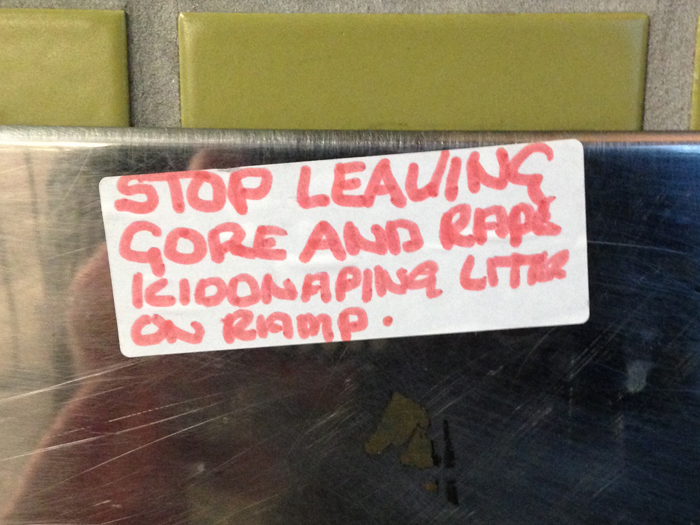 STOP LEAVING
GORE AND RAPE
KIDDNAPING LITTER
ON RAMP.